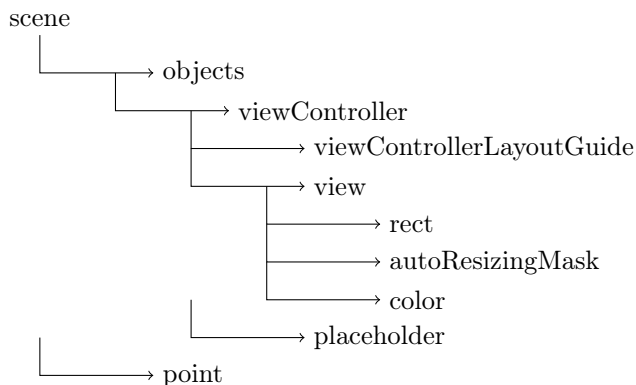 scene
objects
viewController
viewControllerLayoutGuide
view
rect
autoResizingMask
color
placeholder
point